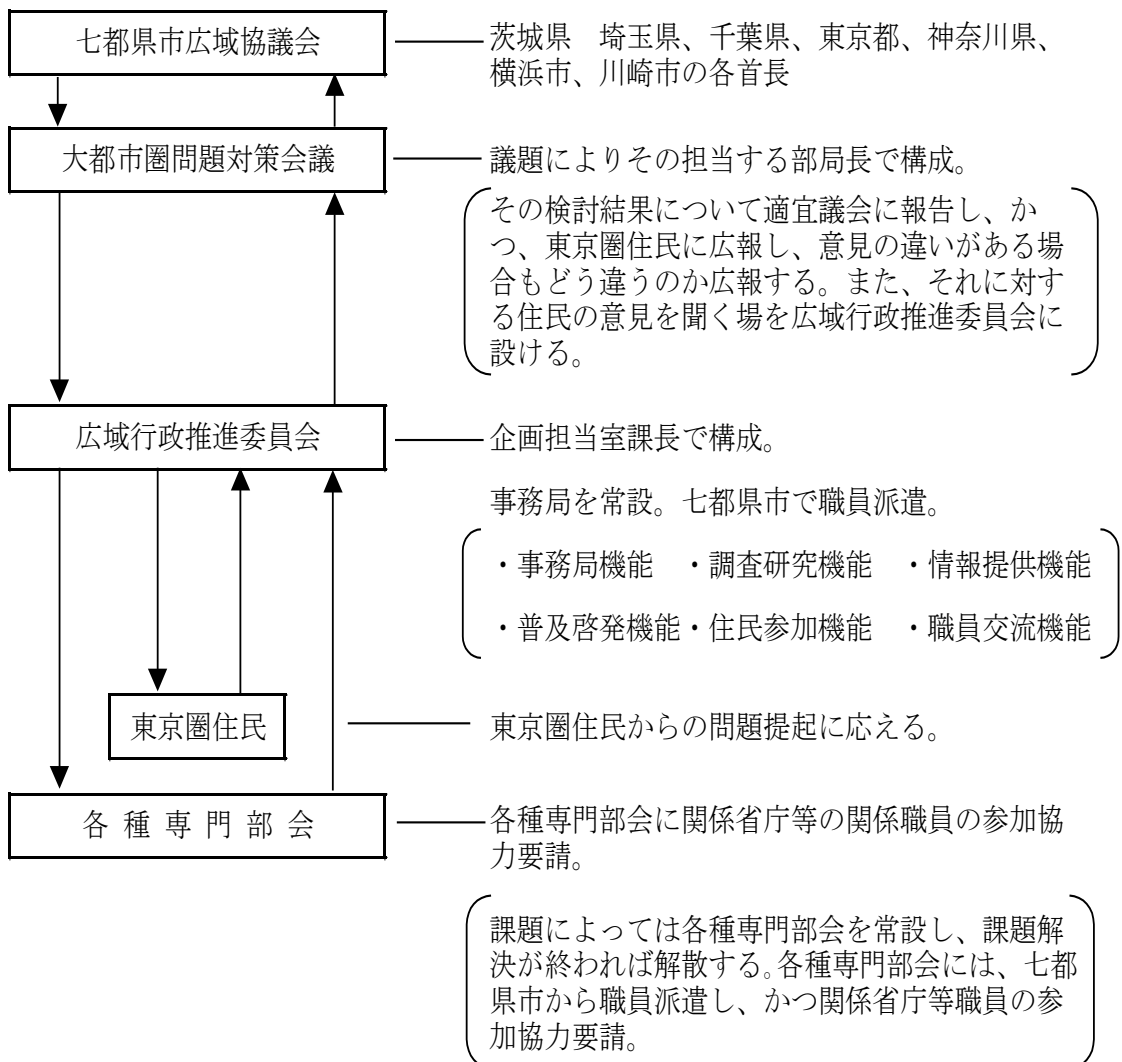 七都県市広域協議会
茨城県　埼玉県、千葉県、東京都、神奈川県、
横浜市、川崎市の各首長
大都市圏問題対策会議
議題によりその担当する部局長で構成。
その検討結果について適宜議会に報告し、か
つ、東京圏住民に広報し、意見の違いがある場
合もどう違うのか広報する。また、それに対す
る住民の意見を聞く場を広域行政推進委員会に
設ける。
広域行政推進委員会
企画担当室課長で構成。
事務局を常設。七都県市で職員派遣。
・事務局機能　・調査研究機能　・情報提供機能
・普及啓発機能・住民参加機能　・職員交流機能
東京圏住民
東京圏住民からの問題提起に応える。
各種専門部会
各種専門部会に関係省庁等の関係職員の参加協
力要請。
課題によっては各種専門部会を常設し、課題解
決が終われば解散する。各種専門部会には、七都
県市から職員派遣し、かつ関係省庁等職員の参
加協力要請。